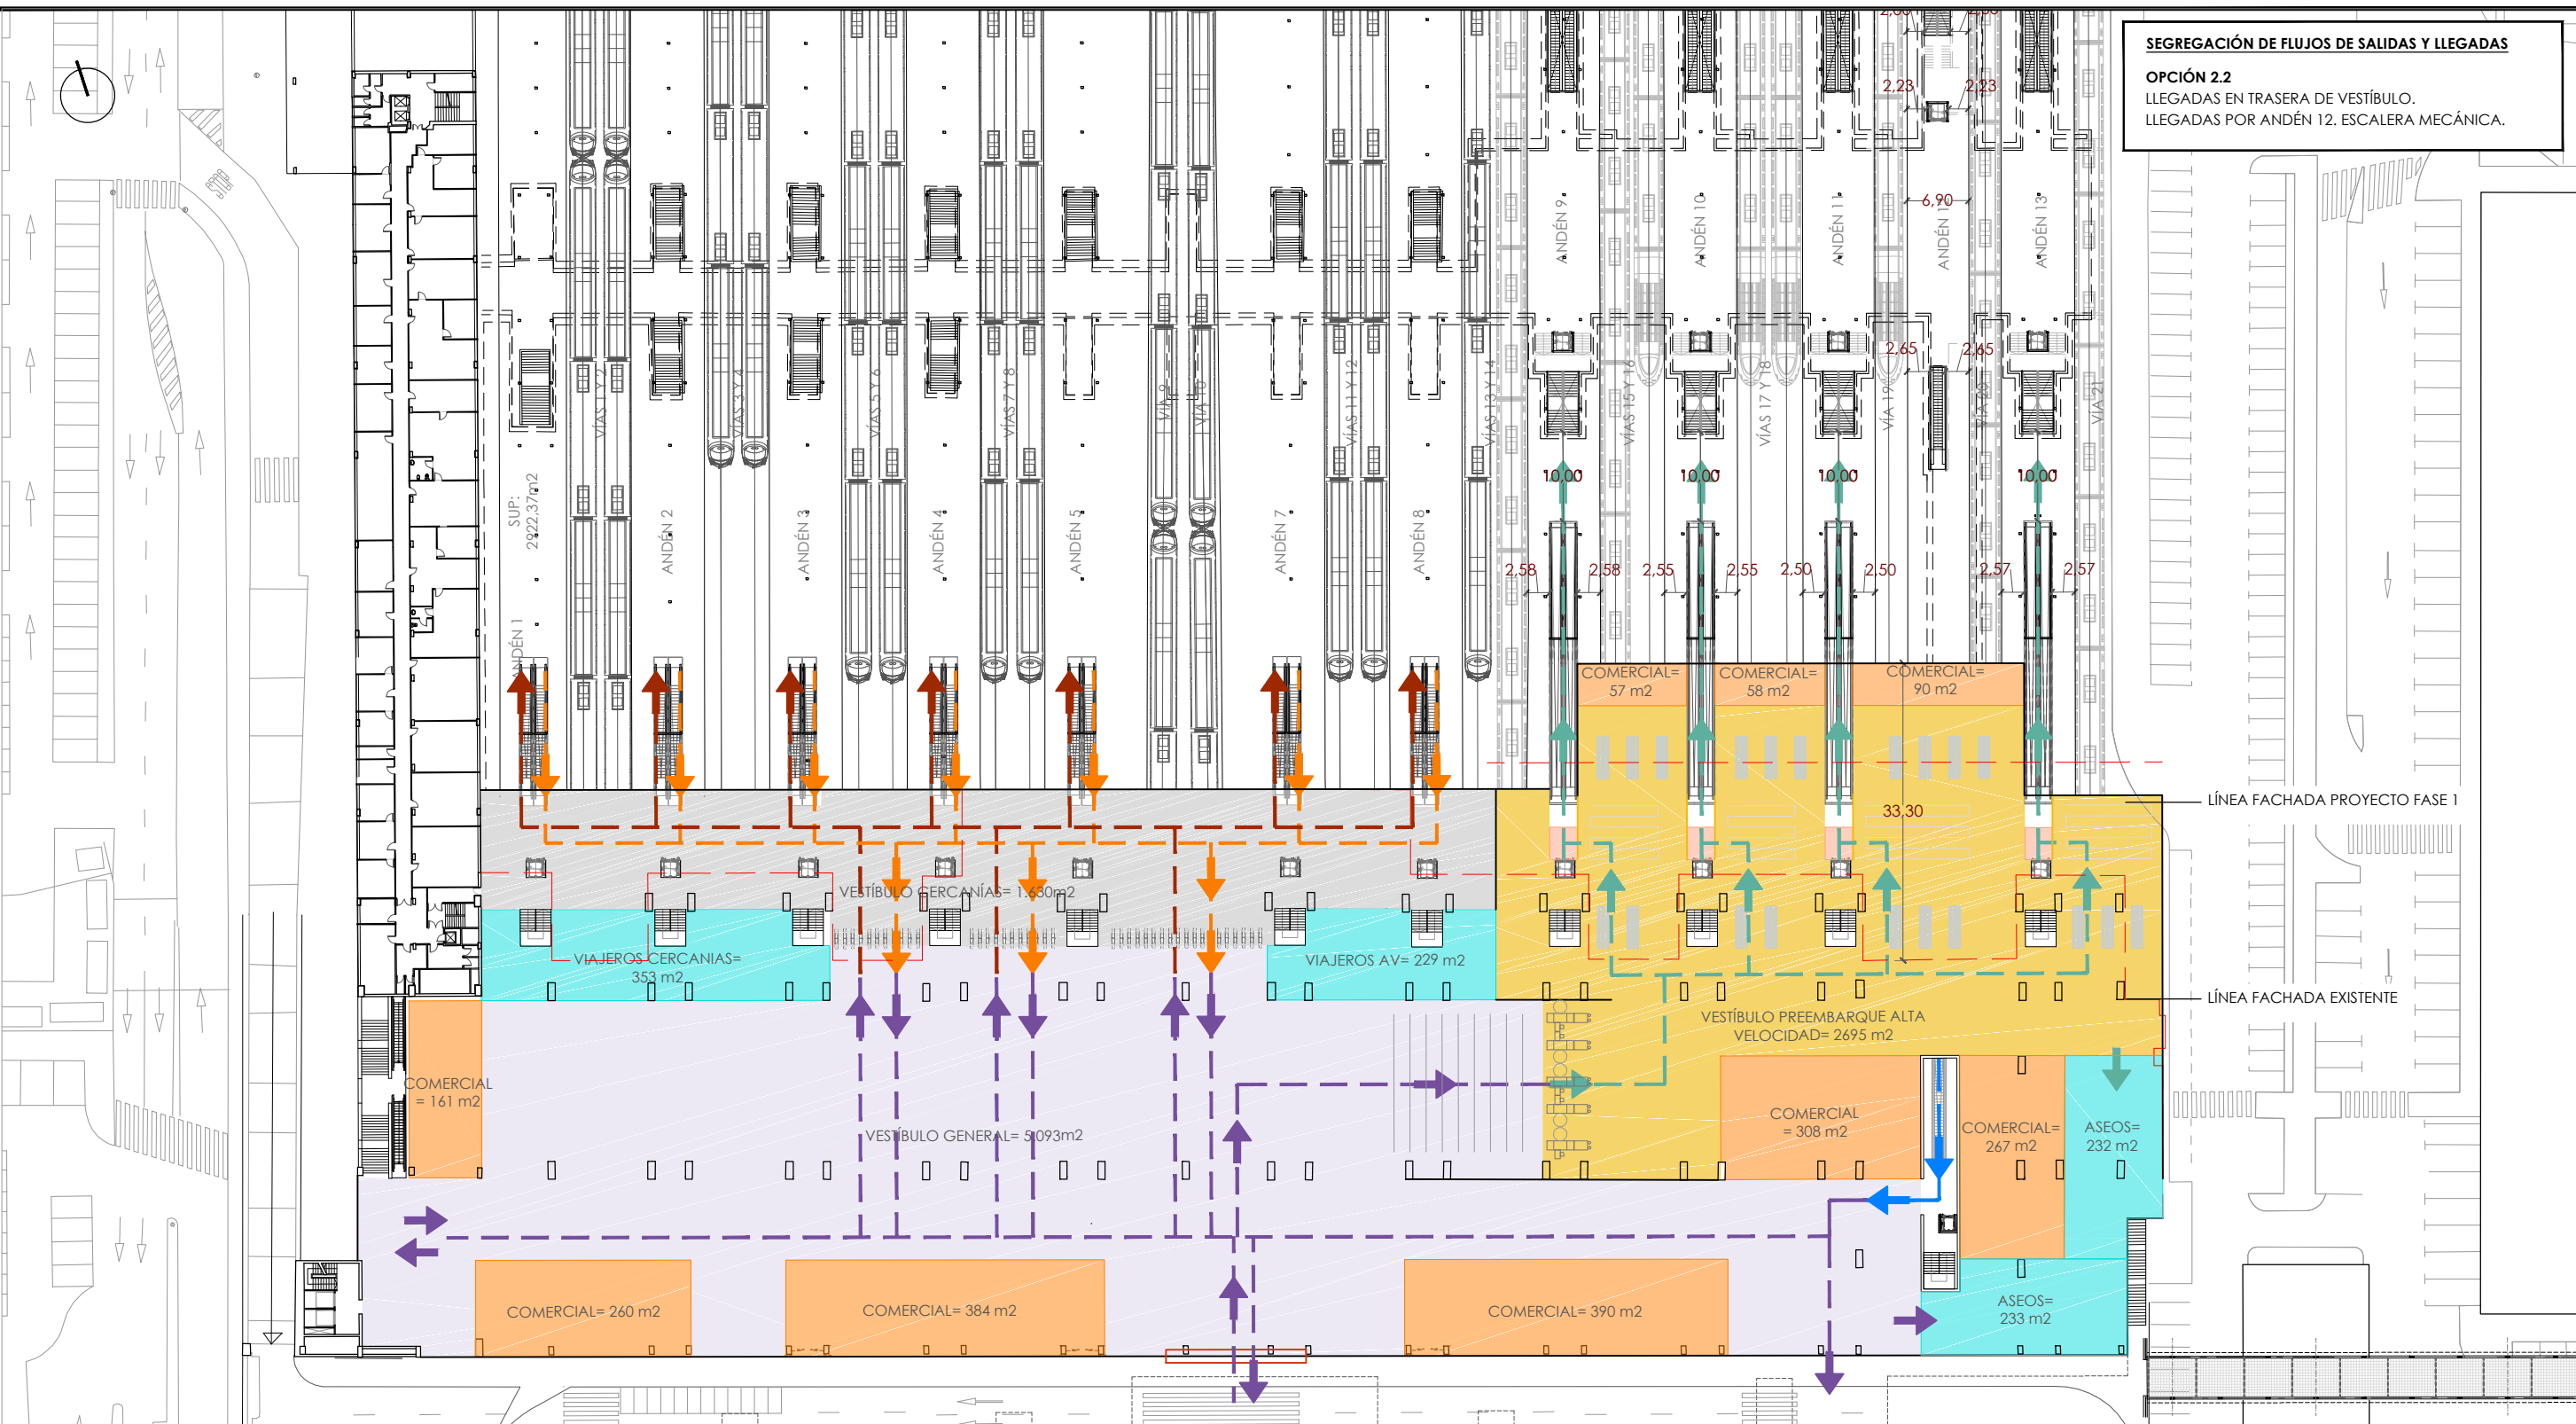 SEGREGACIÓN DE FLUJOS DE SALIDAS Y LLEGADAS
OPCIÓN 2.2
LLEGADAS EN TRASERA DE VESTÍBULO.
LLEGADAS POR ANDÉN 12. ESCALERA MECÁNICA.
2,23
2,23
6,90
ANDÉN 9
ANDÉN 10
ANDÉN 11
ANDÉN 13
2,65
2,65
VÍAS 1 Y 2
VÍAS 3 Y 4
VÍAS 5 Y 6
VÍAS 7 Y 8
VÍA 9
VÍA 10
VÍAS 11 Y 12
VÍAS 13 Y 14
VÍAS 15 Y 16
VÍAS 17 Y 18
VÍA 19
VÍA 20
VÍA 21
10,00
10,00
10,00
10,00
SUP:
2922,37m2
ANDÉN 1
ANDÉN 2
ANDÉN 3
ANDÉN 4
ANDÉN 5
ANDÉN 7
ANDÉN 8
2,58
2,58
2,55
2,55
2,50
2,50
2,57
2,57
COMERCIAL=
57 m2
COMERCIAL=
58 m2
COMERCIAL=
90 m2
33,30
LÍNEA FACHADA PROYECTO FASE 1
VESTÍBULO CERCANÍAS= 1.630m2
VIAJEROS CERCANIAS=
353 m2
VIAJEROS AV= 229 m2
LÍNEA FACHADA EXISTENTE
VESTÍBULO PREEMBARQUE ALTA
VELOCIDAD= 2695 m2
COMERCIAL
= 161 m2
VESTÍBULO GENERAL= 5.093m2
COMERCIAL
= 308 m2
COMERCIAL=
267 m2
ASEOS=
232 m2
COMERCIAL= 260 m2
COMERCIAL= 384 m2
COMERCIAL= 390 m2
ASEOS=
233 m2